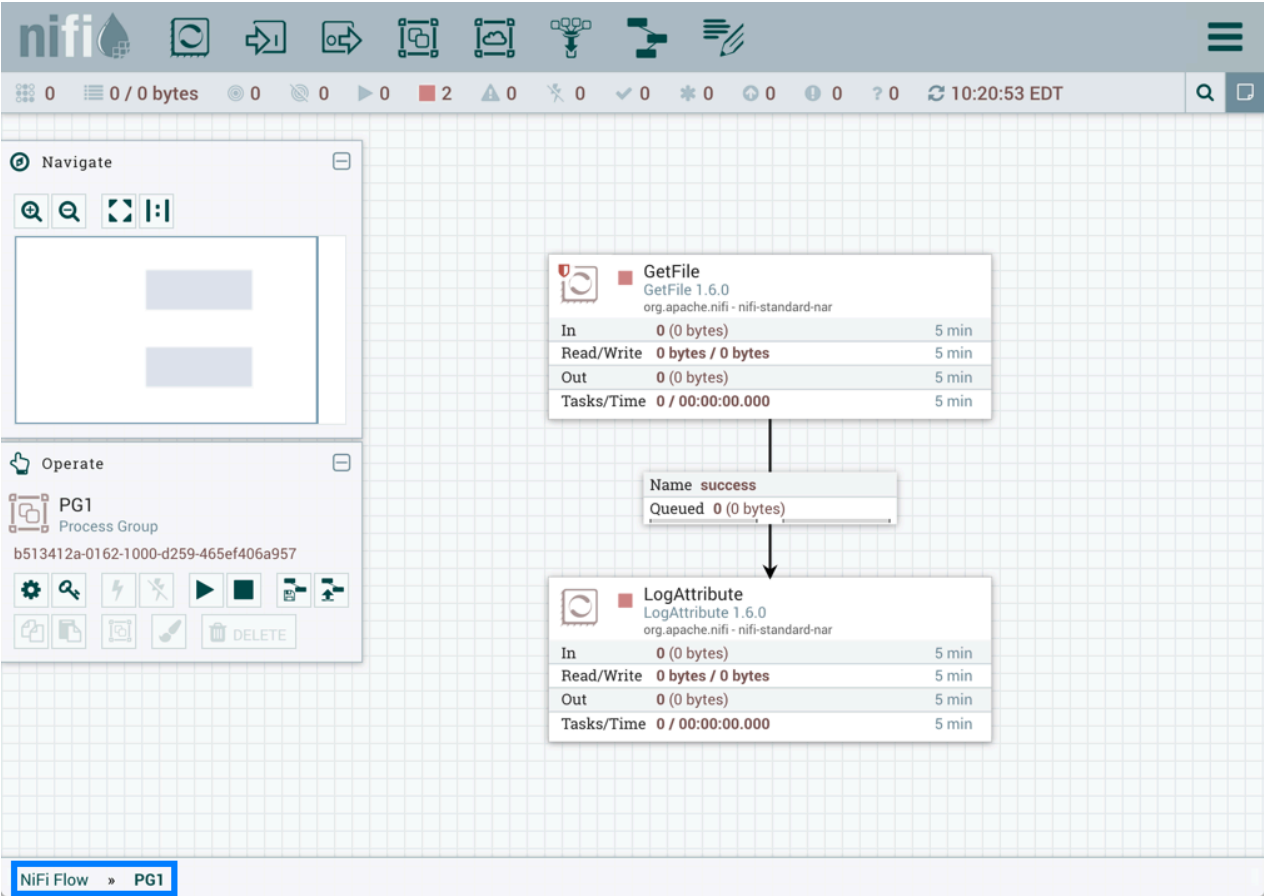 nifi
0 0 / 0 bytes 0 0 0 2 0 0 0 0 0 0 ? 0 10:20:53 EDT
Navigate
Operate
PG1
Process Group
b513412a-0162-1000-d259-465ef406a957
DELETE
GetFile
GetFile 1.6.0
org.apache.nifi - nifi-standard-nar
In 0 (0 bytes) 5 min
Read/Write 0 bytes / 0 bytes 5 min
Out 0 (0 bytes) 5 min
Tasks/Time 0 / 00:00:00.000 5 min
Name success
Queued 0 (0 bytes)
LogAttribute
LogAttribute 1.6.0
org.apache.nifi - nifi-standard-nar
In 0 (0 bytes) 5 min
Read/Write 0 bytes / 0 bytes 5 min
Out 0 (0 bytes) 5 min
Tasks/Time 0 / 00:00:00.000 5 min
NiFi Flow » PG1